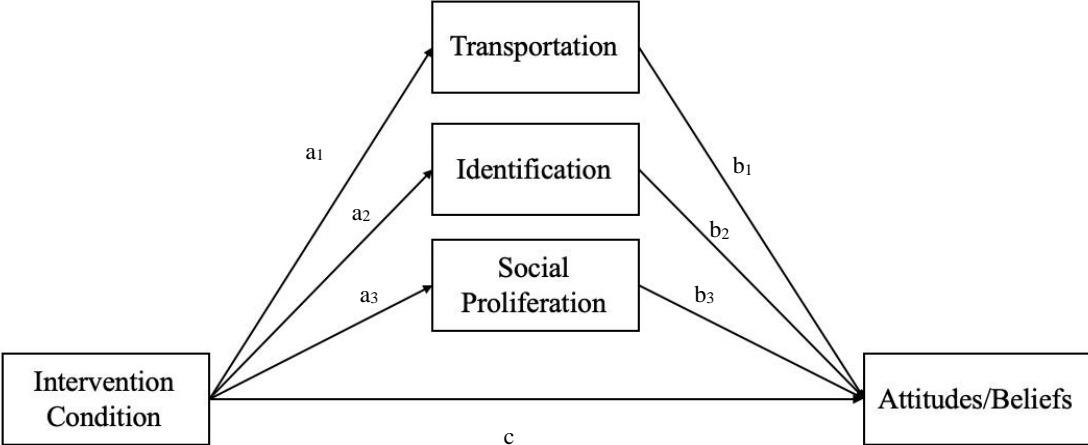 Transportation
a1
b1
Identification
a2
b2
Social
Proliferation
a3
b3
Intervention
Condition
Attitudes/Beliefs
c